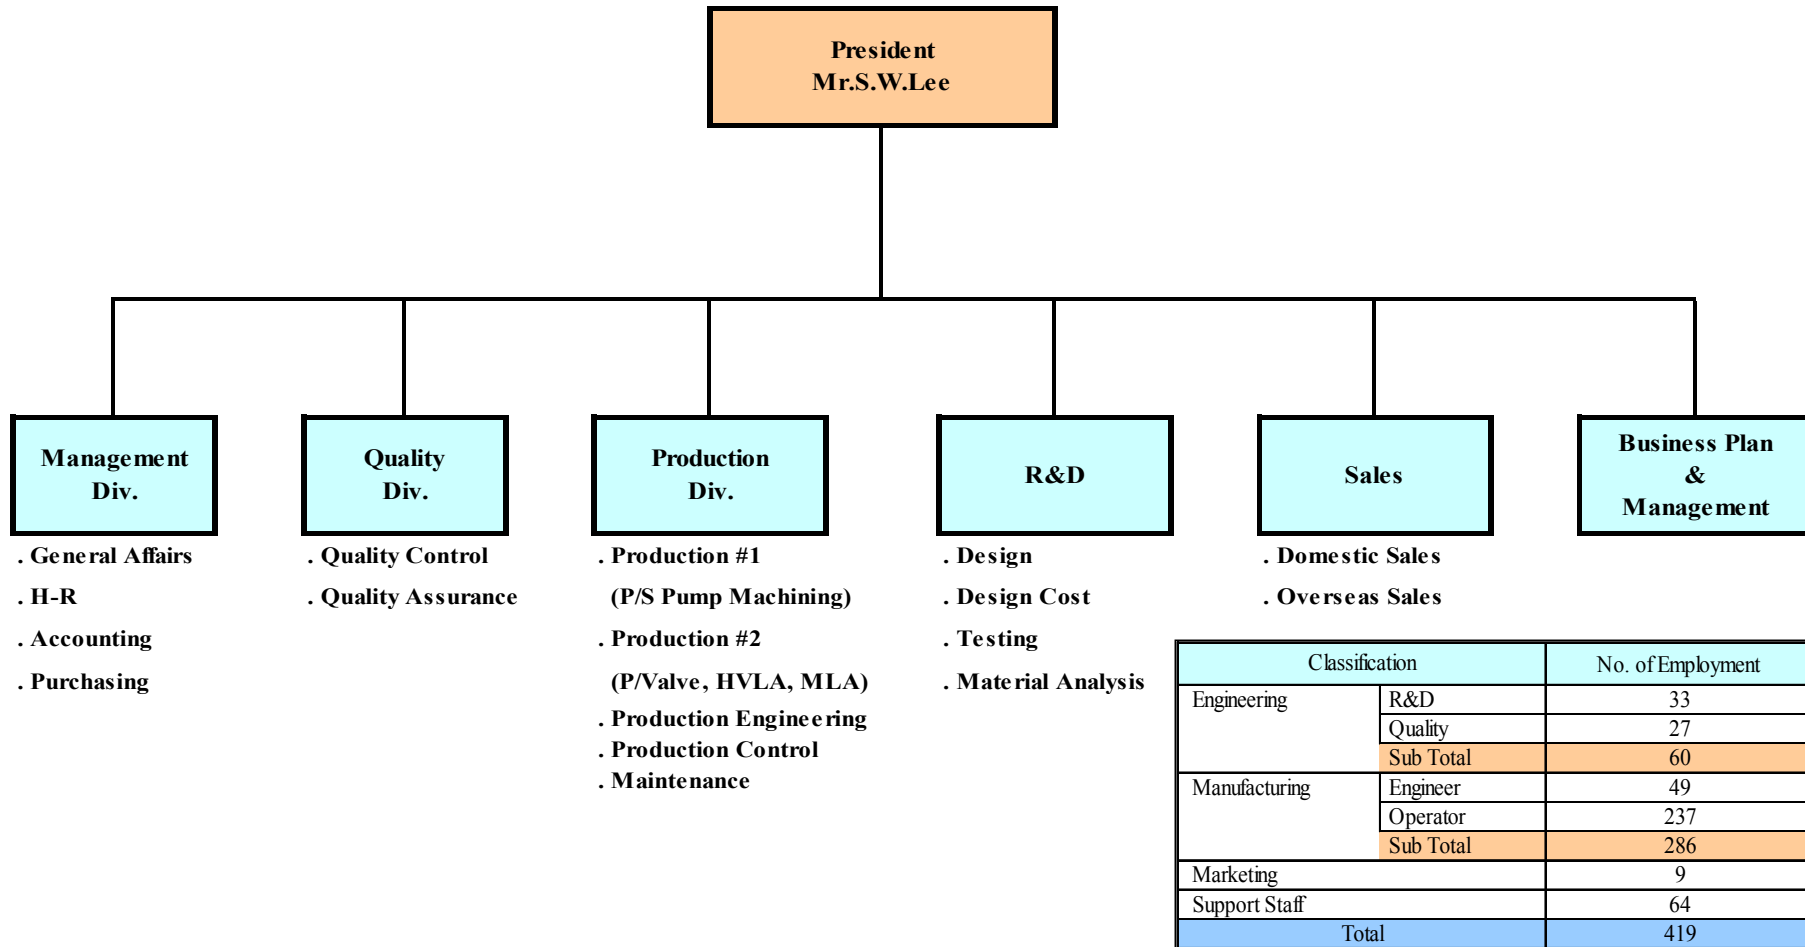 President
Mr.S.W.Lee
Management
Div.
Quality
Div.
Production
Div.
R&D
Sales
Business Plan
&
Management
. General Affairs
. H-R
. Accounting
. Purchasing
. Quality Control
. Quality Assurance
. Production #1
(P/S Pump Machining)
. Production #2
(P/Valve, HVLA, MLA)
. Production Engineering
. Production Control
. Maintenance
. Design
. Design Cost
. Testing
. Material Analysis
. Domestic Sales
. Overseas Sales
Classification No. of Employment
Engineering R&D 33
Quality 27
Sub Total 60
Manufacturing Engineer 49
Operator 237
Sub Total 286
Marketing 9
Support Staff 64
Total 419